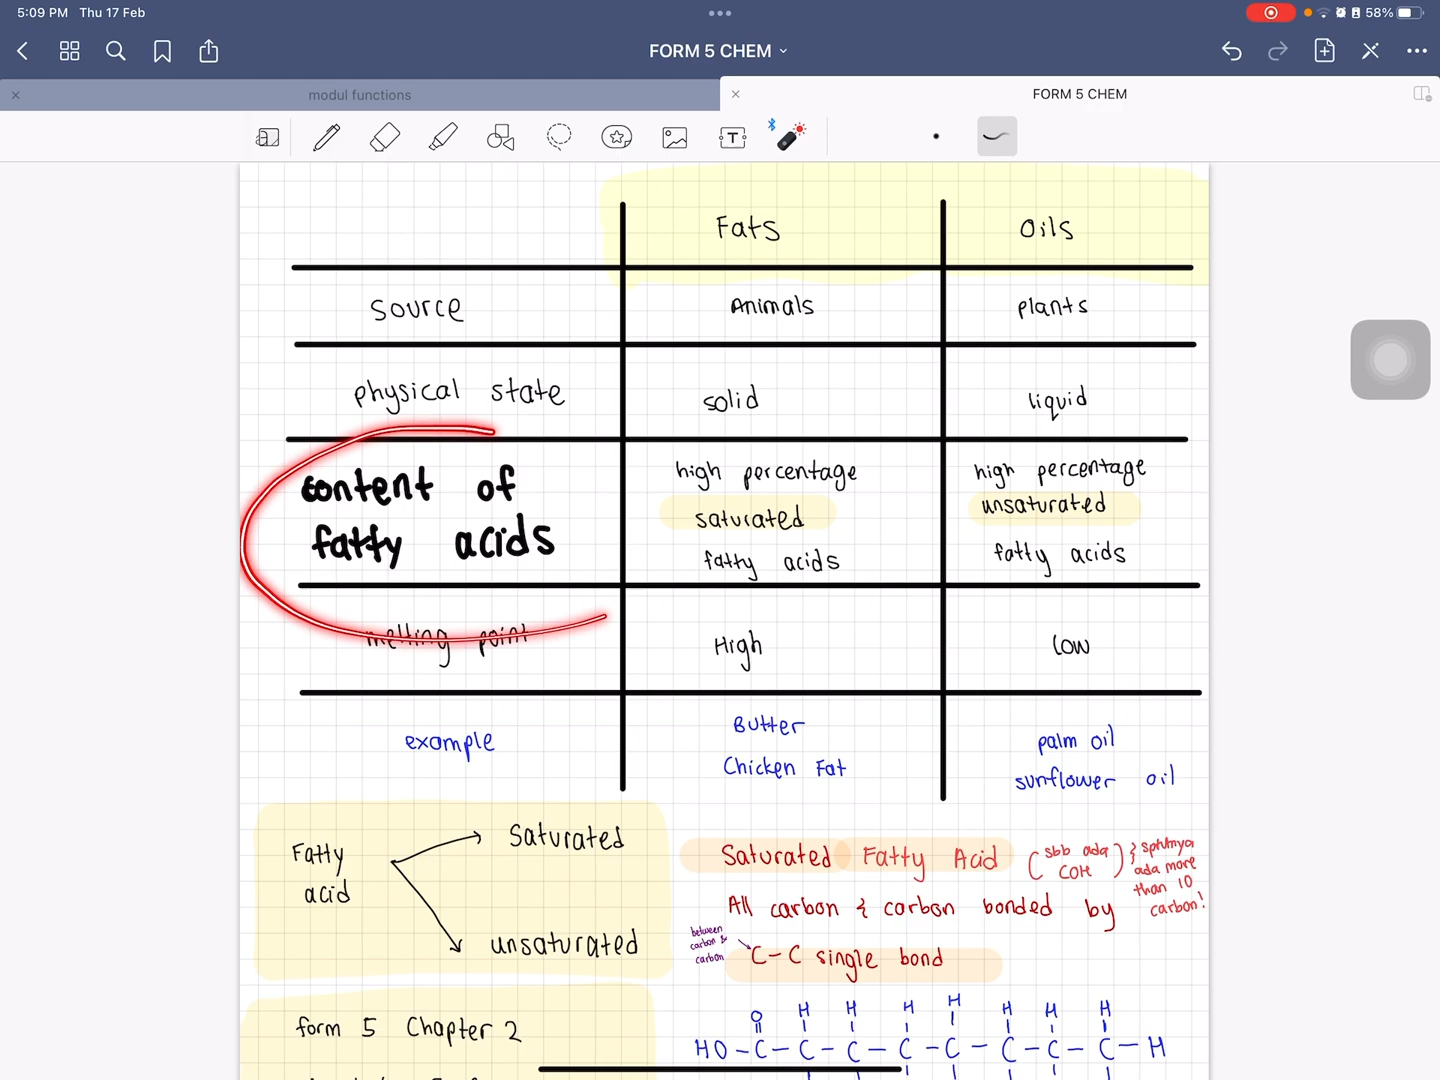 5:09 PM Thu 17 Feb
58%
FORM 5 CHEM
modul functions
FORM 5 CHEM
Fats
Oils
Source
Animals
Plants
physical state
solid
liquid
content of
fatty acids
high percentage
saturated
fatty acids
high percentage
unsaturated
fatty acids
melting point
High
low
example
Butter
Chicken Fat
palm oil
sunflower oil
Fatty
acid
Saturated
unsaturated
Saturated Fatty Acid
(sbb ada
COH)
} sptutnya
ada more
than 10
carbon!
All carbon & carbon bonded by
between
carbon &
carbon
C-C single bond
form 5 Chapter 2
O H H H H H H H
HO - C - C - C - C - C - C - C - C - H